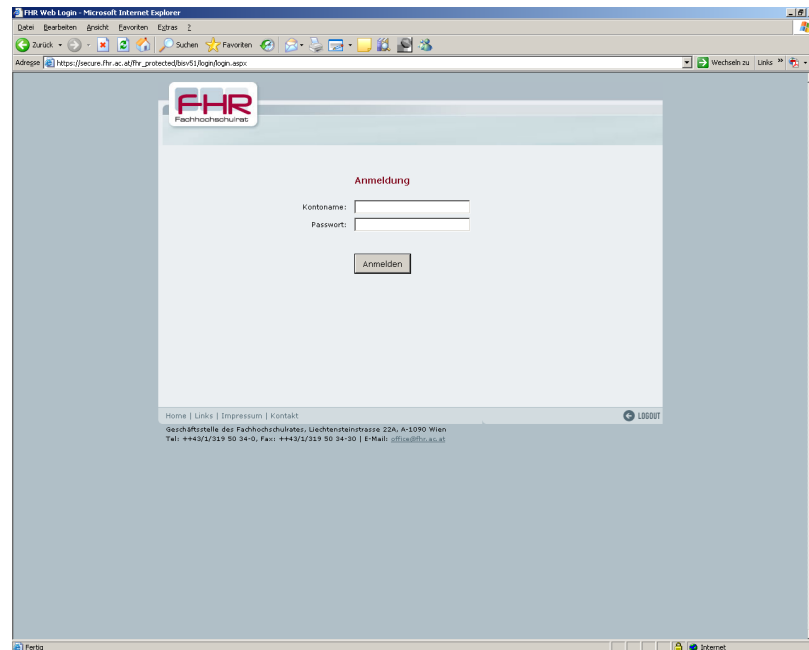 FHR Web Login - Microsoft Internet Explorer
Datei Bearbeiten Ansicht Favoriten Extras ?
Zurück Suchen Favoriten
Adresse https://secure.fhr.ac.at/fhr_protected/bisv51/login/login.aspx Wechseln zu Links »
FHR
Fachhochschulrat
Anmeldung
Kontoname:
Passwort:
Anmelden
Home | Links | Impressum | Kontakt LOGOUT
Geschäftsstelle des Fachhochschulrates, Liechtensteinstrasse 22A, A-1090 Wien
Tel: ++43/1/319 50 34-0, Fax: ++43/1/319 50 34-30 | E-Mail: office@fhr.ac.at
Fertig Internet